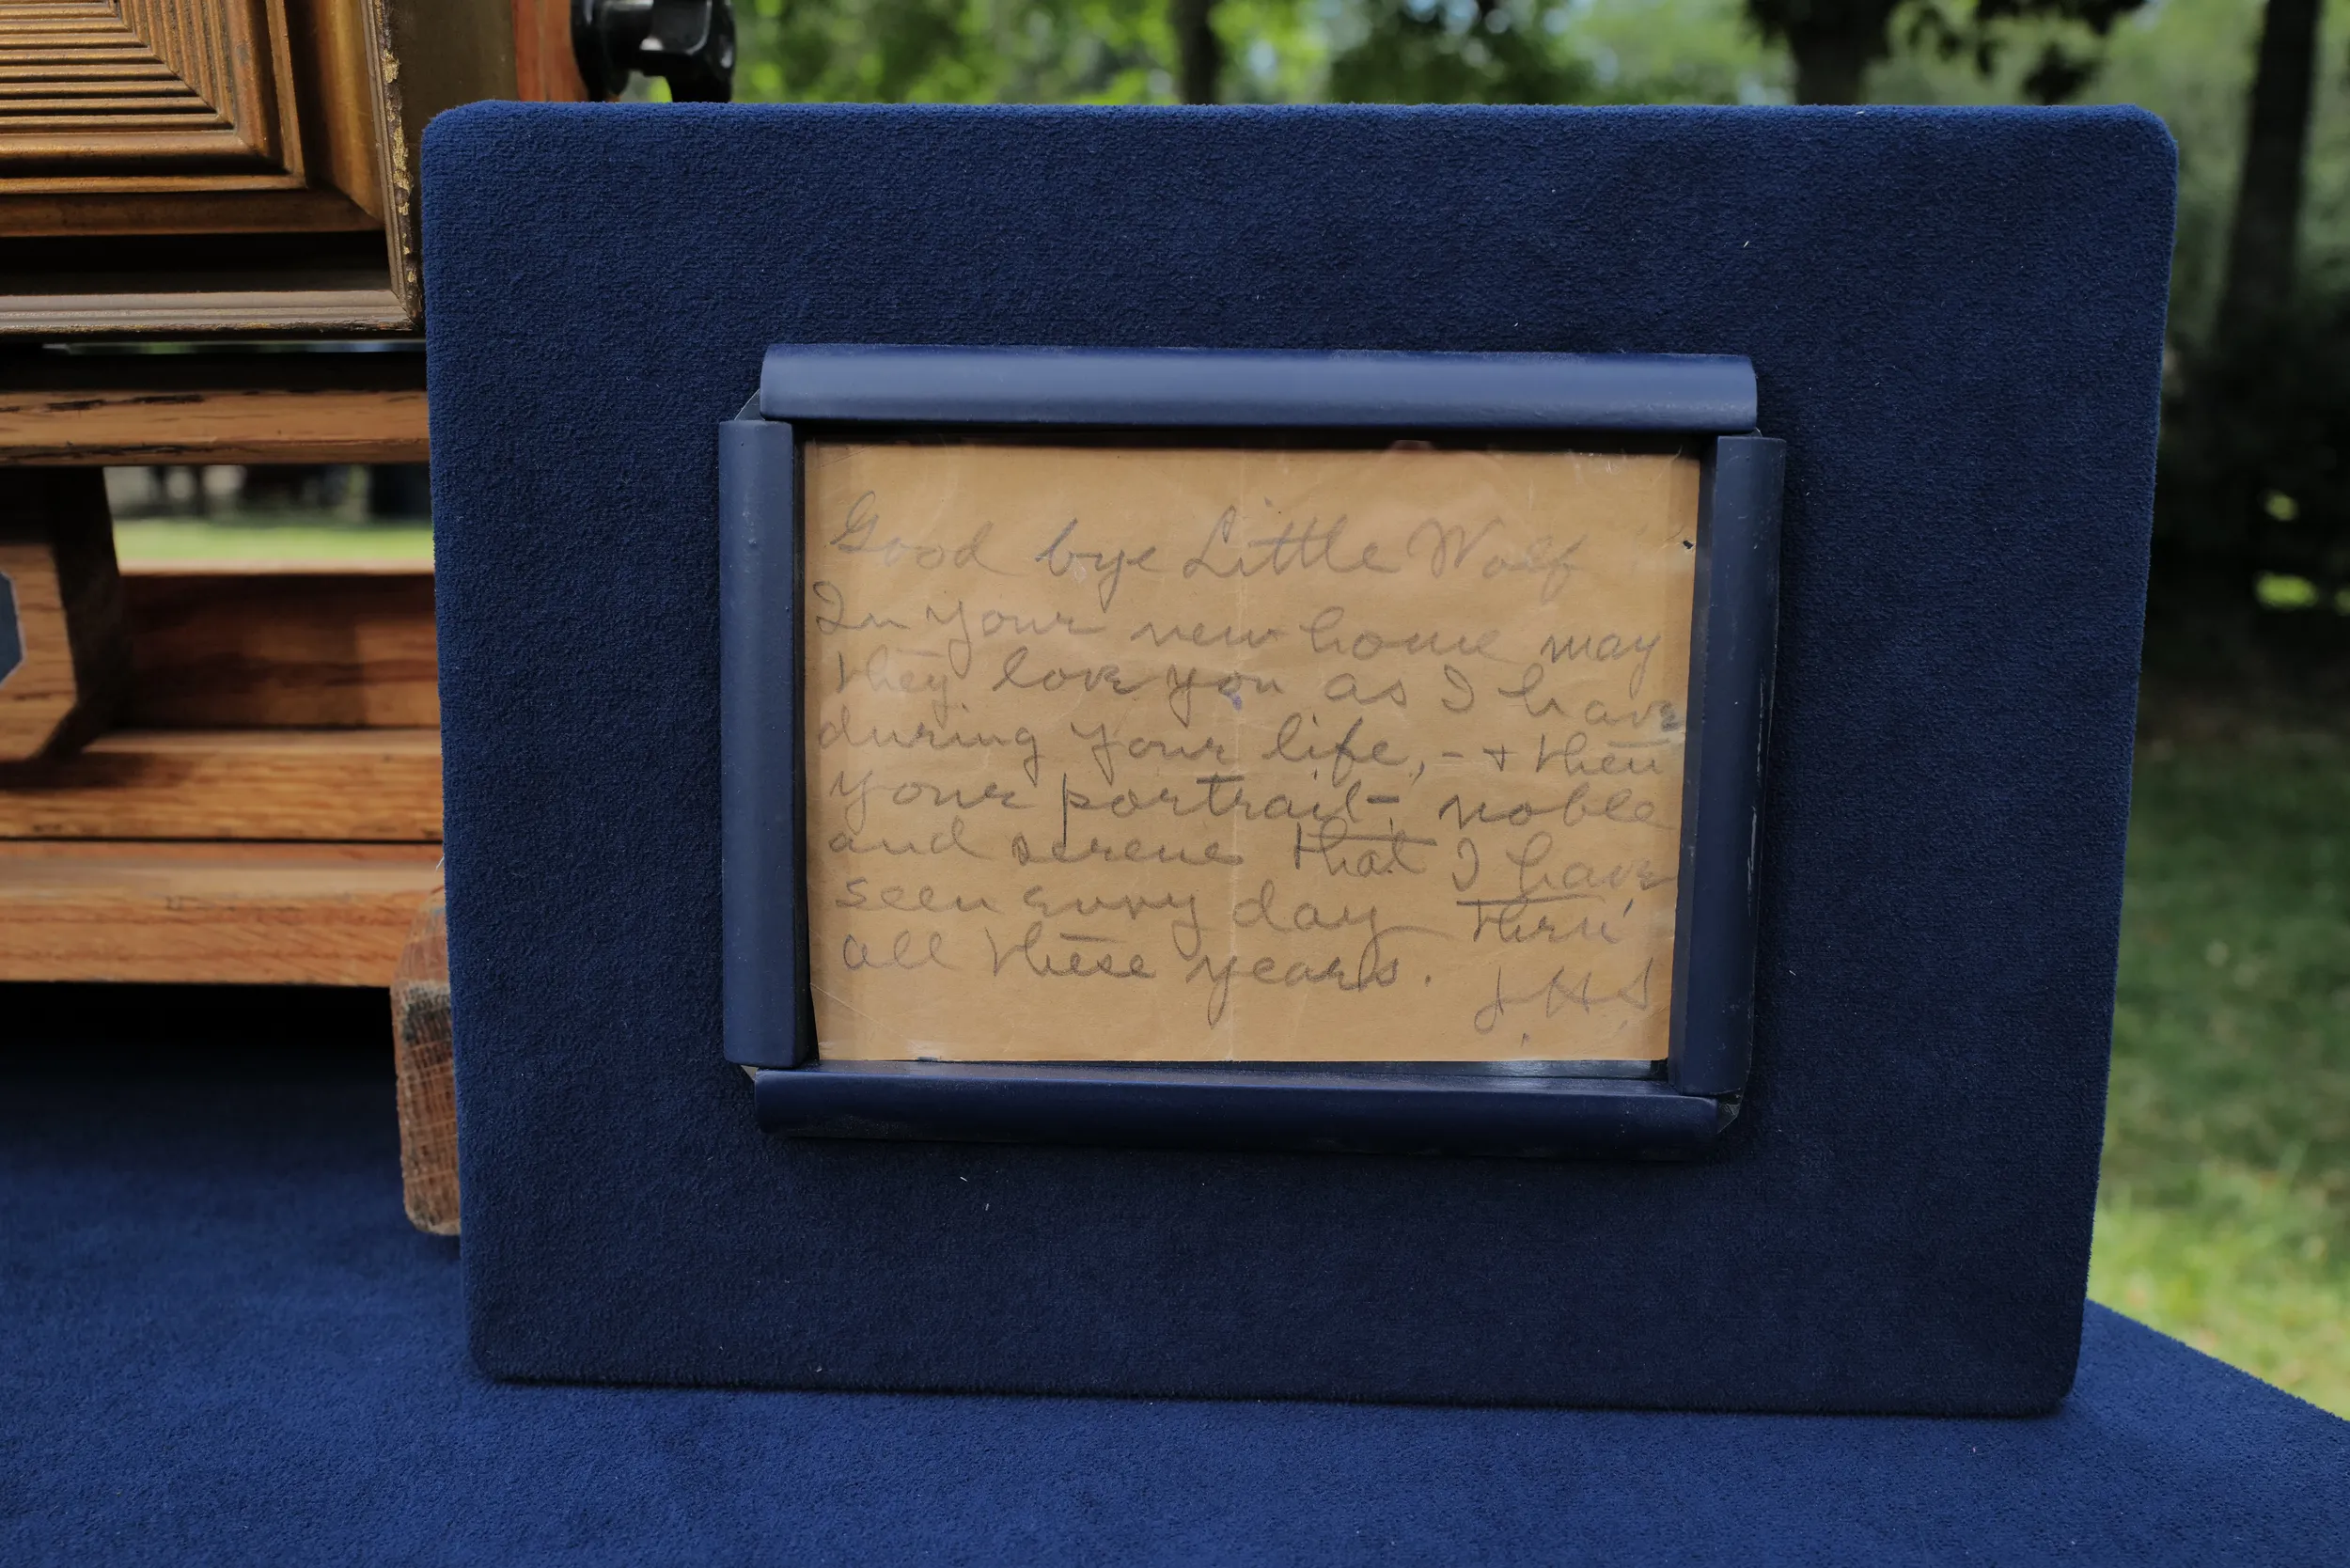 Good bye Little Wolf
In your new home may
they love you as I have
during your life, - + then
your portrait - noble
and serene that I have
seen every day thru'
all these years.
J.H.S.